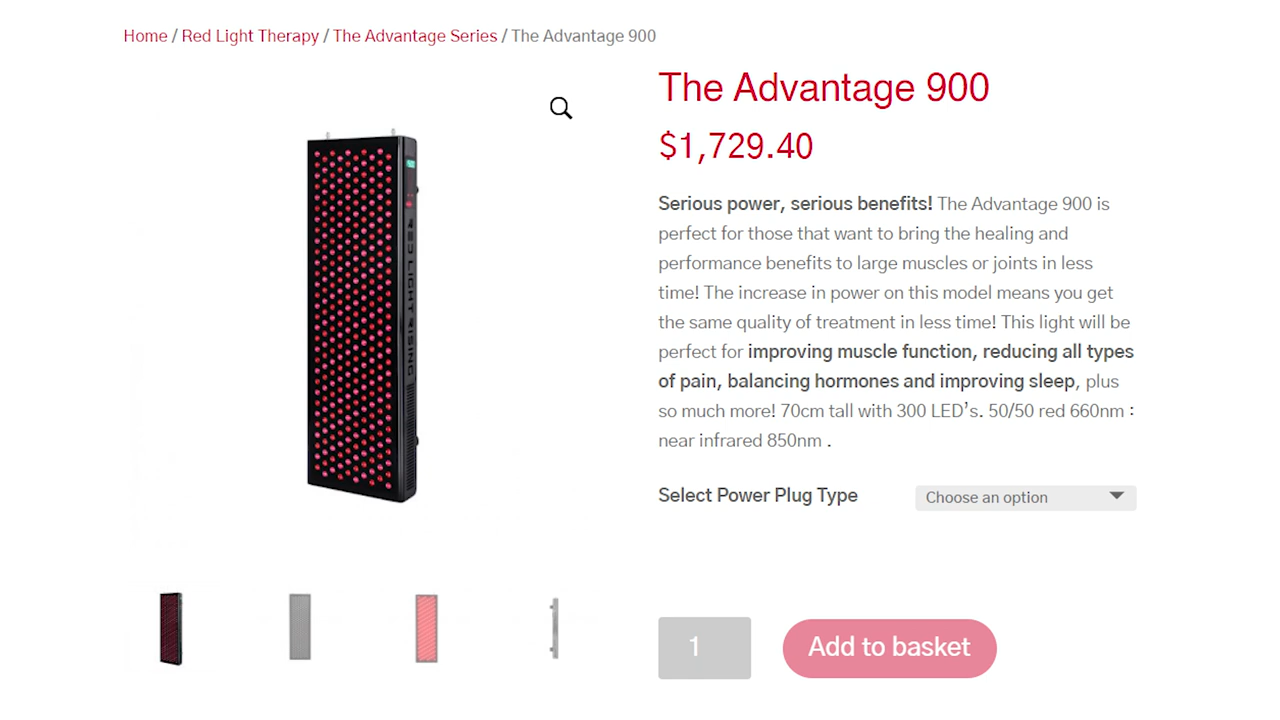 Home / Red Light Therapy / The Advantage Series / The Advantage 900
The Advantage 900
$1,729.40
Serious power, serious benefits! The Advantage 900 is
perfect for those that want to bring the healing and
performance benefits to large muscles or joints in less
time! The increase in power on this model means you get
the same quality of treatment in less time! This light will be
perfect for improving muscle function, reducing all types
of pain, balancing hormones and improving sleep, plus
so much more! 70cm tall with 300 LED’s. 50/50 red 660nm :
near infrared 850nm .
Select Power Plug Type
Choose an option
1
Add to basket
RED LIGHT RISING